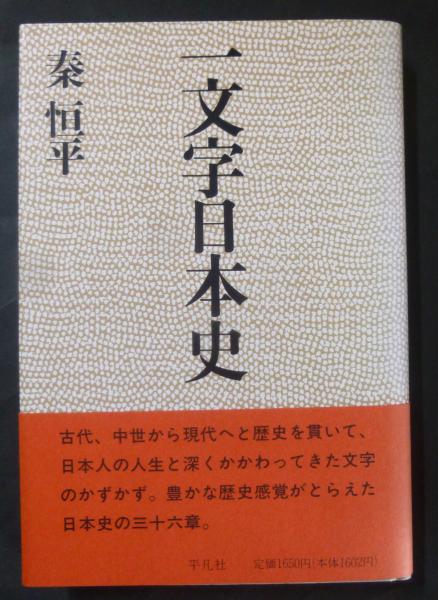 一文字日本史
秦恒平
古代、中世から現代へと歴史を貫いて、
日本人の人生と深くかかわってきた文字
のかずかず。豊かな歴史感覚がとらえた
日本史の三十六章。
平凡社 定価1650円(本体1602円)